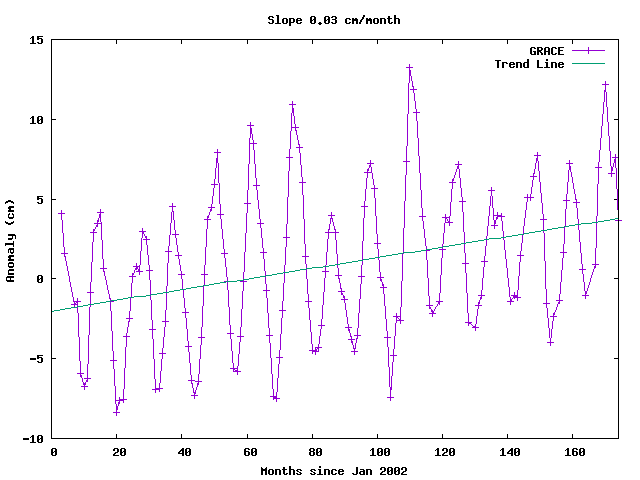 Slope 0.03 cm/month
GRACE
Trend Line
15
10
5
0
-5
-10
Anomaly (cm)
0 20 40 60 80 100 120 140 160
Months since Jan 2002